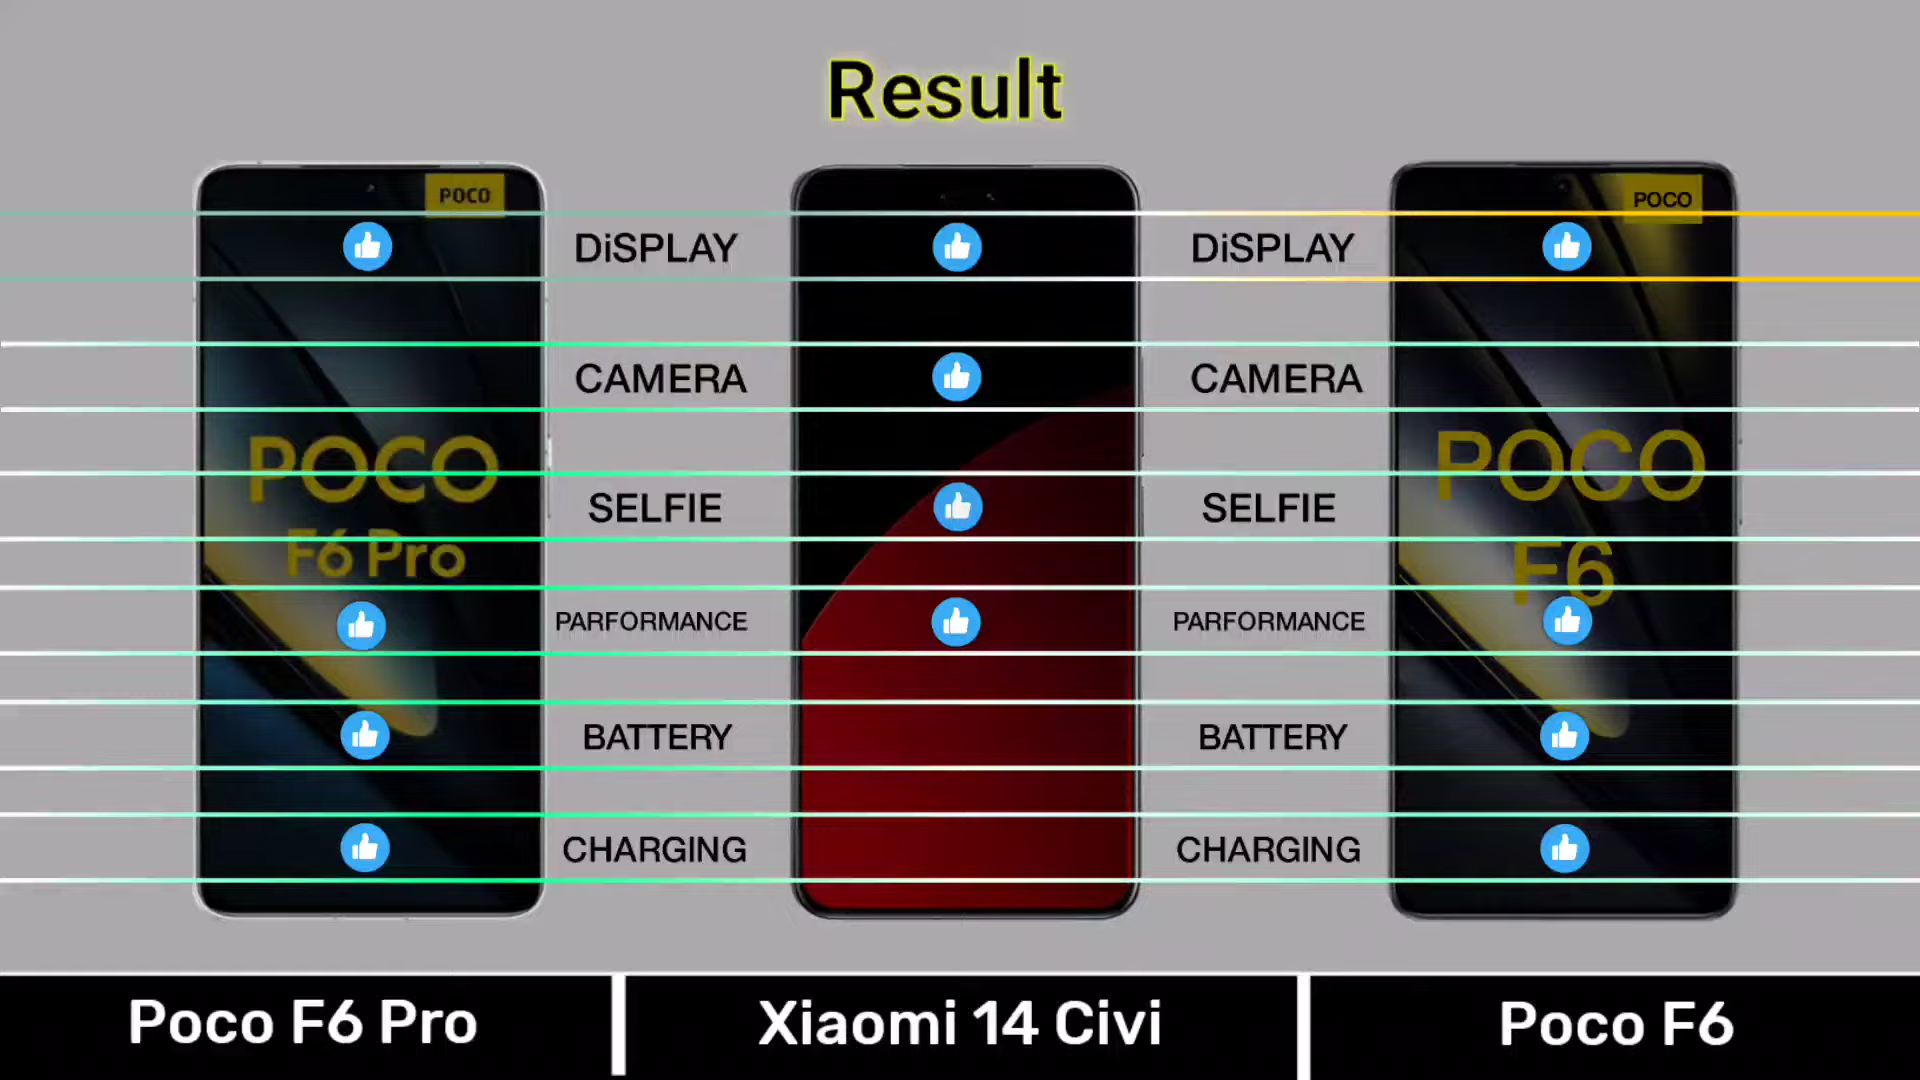 Result
POCO
POCO
DiSPLAY
DiSPLAY
CAMERA
CAMERA
POCO
F6 Pro
POCO
F6
SELFIE
SELFIE
PARFORMANCE
PARFORMANCE
BATTERY
BATTERY
CHARGING
CHARGING
Poco F6 Pro
Xiaomi 14 Civi
Poco F6